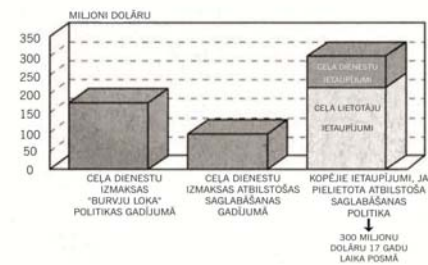 MILJONI DOLĀRU
350
300
250
200
150
100
50
0
CEĻA DIENESTU
IETAUPĪJUMI
CEĻA LIETOTĀJU
IETAUPĪJUMI
CEĻA DIENESTU
IZMAKSAS
"BURVJU LOKA"
POLITIKAS GADĪJUMĀ
CEĻA DIENESTU
IZMAKSAS ATBILSTOŠAS
SAGLABĀŠANAS
GADĪJUMĀ
KOPĒJIE IETAUPĪJUMI, JA
PIELIETOTA ATBILSTOŠA
SAGLABĀŠANAS
POLITIKA
300 MILJONU
DOLĀRU 17 GADU
LAIKA POSMĀ